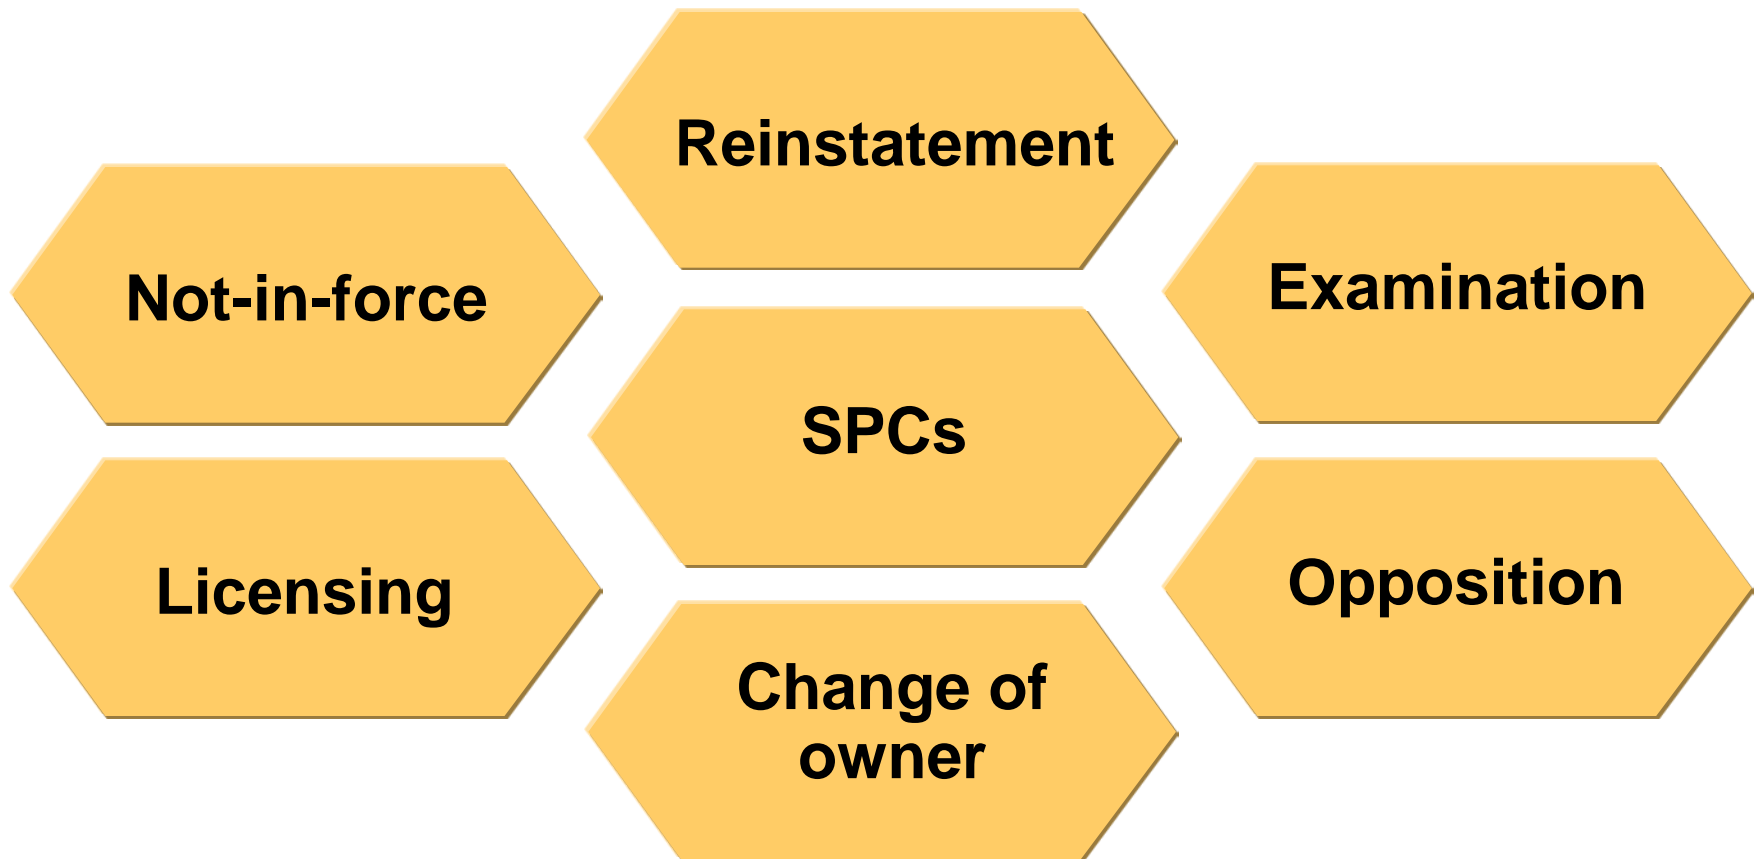 Reinstatement
Not-in-force
Examination
SPCs
Licensing
Opposition
Change of
owner